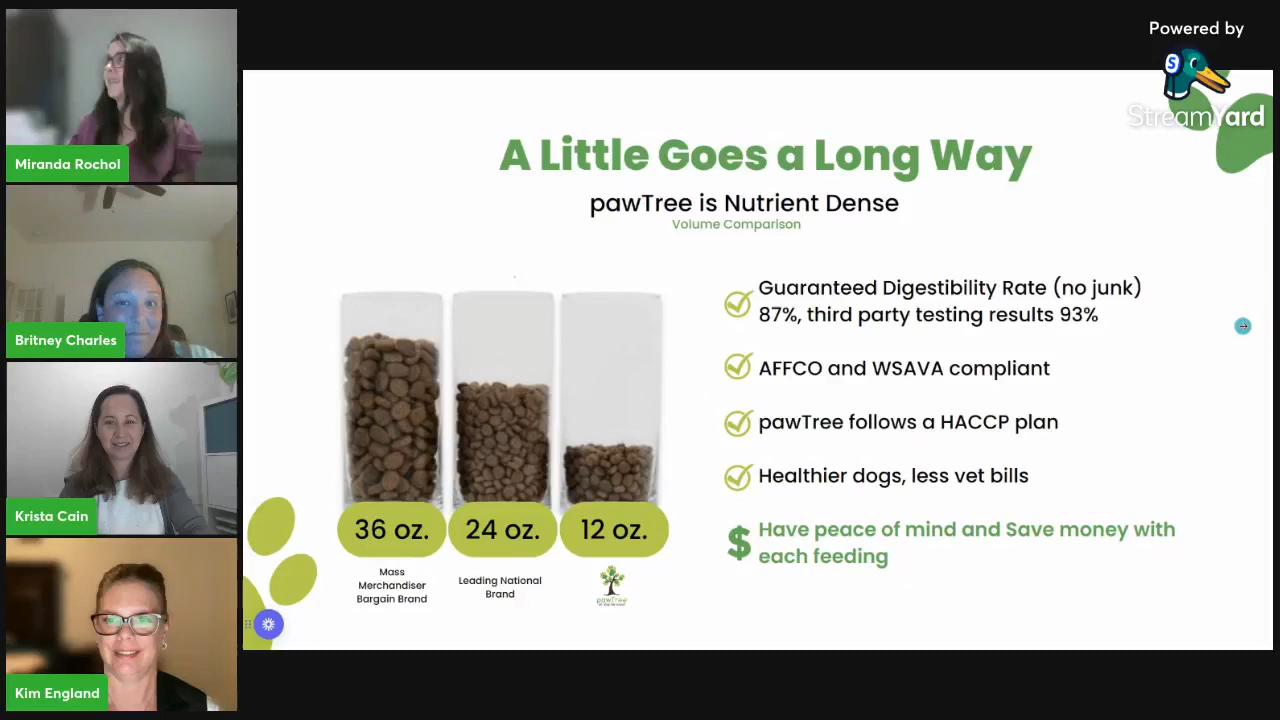 Powered by
StreamYard
Miranda Rochol
Britney Charles
Krista Cain
Kim England
A Little Goes a Long Way
pawTree is Nutrient Dense
Volume Comparison
Guaranteed Digestibility Rate (no junk)
87%, third party testing results 93%
AFFCO and WSAVA compliant
pawTree follows a HACCP plan
Healthier dogs, less vet bills
$ Have peace of mind and Save money with
each feeding
36 oz.
24 oz.
12 oz.
Mass
Merchandiser
Bargain Brand
Leading National
Brand
pawTree